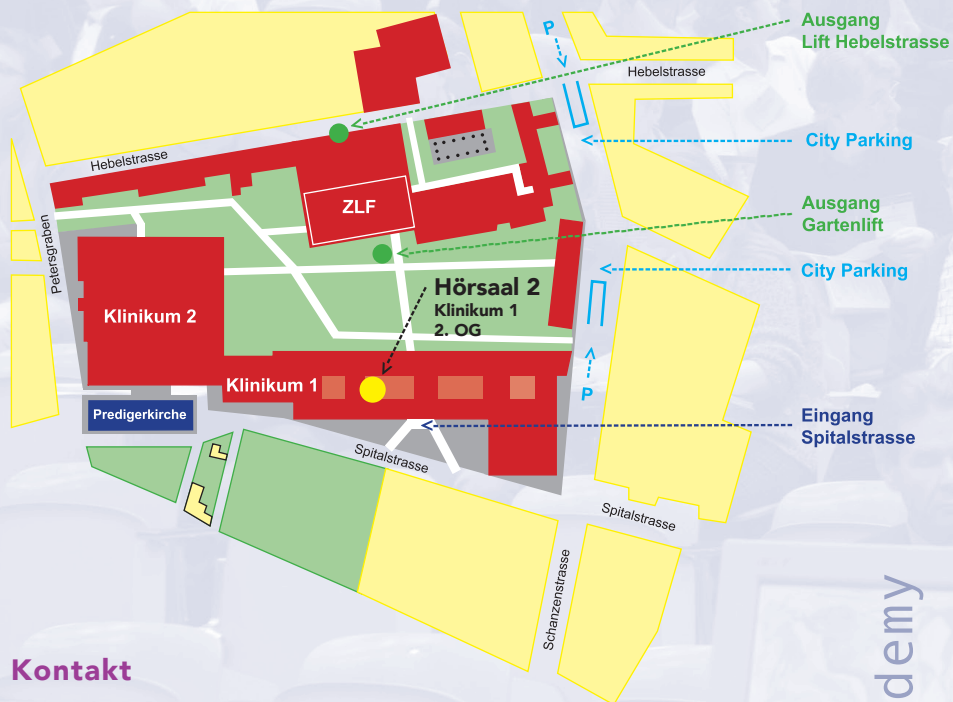 Ausgang
Lift Hebelstrasse
P
Hebelstrasse
City Parking
Hebelstrasse
ZLF
Ausgang
Gartenlift
Petersgraben
City Parking
Hörsaal 2
Klinikum 1
2. OG
Klinikum 2
Klinikum 1
P
Predigerkirche
Eingang
Spitalstrasse
Spitalstrasse
Spitalstrasse
Schanzenstrasse
demy
Kontakt